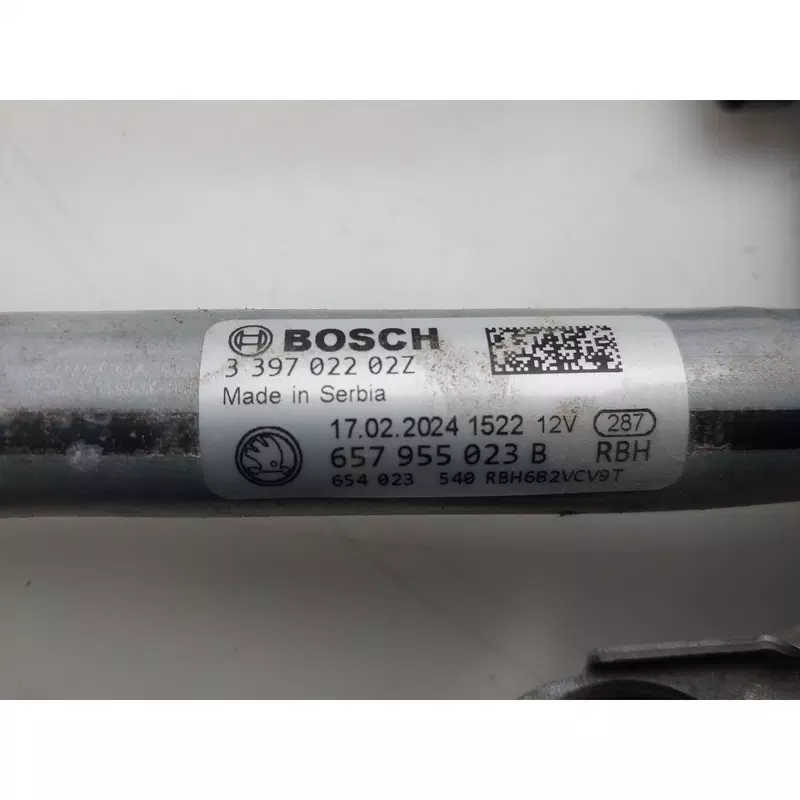 BOSCH
3 397 022 02Z
Made in Serbia
17.02.2024 1522 12V 287
657 955 023 B RBH
654 023 540 RBH682VCV9T